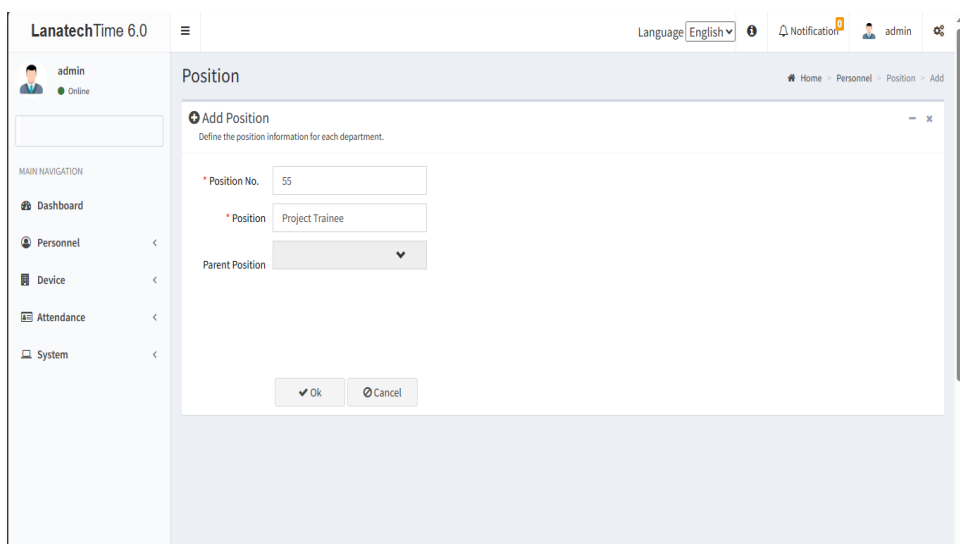 LanatechTime 6.0
Language English
0
Notification
admin
admin
Online
Position
Home > Personnel > Position > Add
Add Position
Define the position information for each department.
MAIN NAVIGATION
Dashboard
Personnel
Device
Attendance
System
* Position No. 55
* Position Project Trainee
Parent Position
Ok Cancel